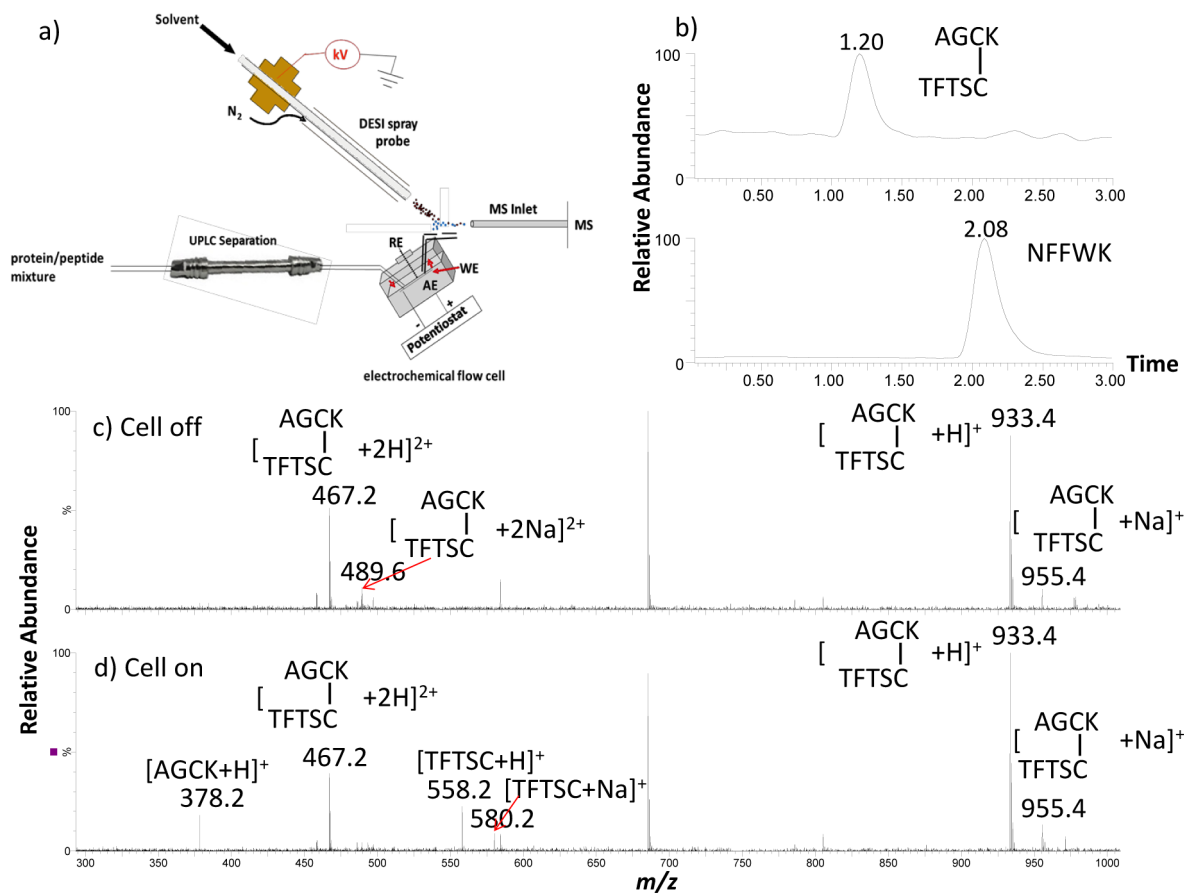 a)
Solvent
kV
N2
DESI spray
probe
MS Inlet
MS
UPLC Separation
protein/peptide
mixture
RE
WE
AE
+
-
Potentiostat
electrochemical flow cell
b)
Relative Abundance
1.20
AGCK
TFTSC
100
0
0.50 1.00 1.50 2.00 2.50 3.00
2.08
NFFWK
100
0
0.50 1.00 1.50 2.00 2.50 3.00
Time
Relative Abundance
c) Cell off
100
%
0
AGCK
[ TFTSC +2H]2+
467.2
AGCK
[ TFTSC +2Na]2+
489.6
AGCK
[ TFTSC +H]+
933.4
AGCK
[ TFTSC +Na]+
955.4
d) Cell on
100
%
0
AGCK
[ TFTSC +2H]2+
467.2
[AGCK+H]+
378.2
[TFTSC+H]+
558.2
[TFTSC+Na]+
580.2
AGCK
[ TFTSC +H]+
933.4
AGCK
[ TFTSC +Na]+
955.4
300 350 400 450 500 550 600 650 700 750 800 850 900 950 1000
m/z